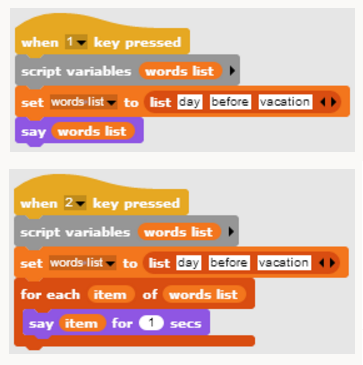 when 1 key pressed
script variables words list
set words list to list day before vacation
say words list
when 2 key pressed
script variables words list
set words list to list day before vacation
for each item of words list
say item for 1 secs